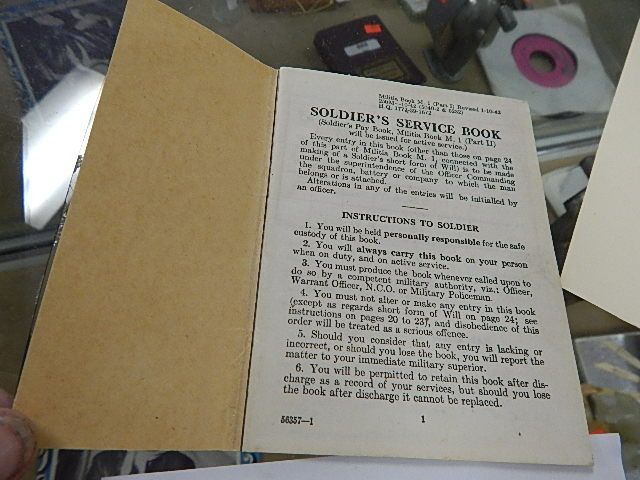 Militia Book M. 1 (Part I) Revised 1-10-42
H.Q. 1772-39-1672
SOLDIER'S SERVICE BOOK
(Soldier's Pay Book, Militia Book M. 1 (Part II)
will be issued for active service.)
Every entry in this book (other than those on page 24
of this part of Militia Book M. 1, connected with the
making of a Soldier's short form of Will) is to be made
under the superintendence of the Officer Commanding
the squadron, battery or company to which the man
belongs or is attached.
Alterations in any of the entries will be initialled by
an officer.
INSTRUCTIONS TO SOLDIER
1. You will be held personally responsible for the safe
custody of this book.
2. You will always carry this book on your person
when on duty, and on active service.
3. You must produce the book whenever called upon to
do so by a competent military authority, viz.: Officer,
Warrant Officer, N.C.O. or Military Policeman.
4. You must not alter or make any entry in this book
(except as regards short form of Will on page 24; see
instructions on pages 20 to 23), and disobedience of this
order will be treated as a serious offence.
5. Should you consider that any entry is lacking or
incorrect, or should you lose the book, you will report the
matter to your immediate military superior.
6. You will be permitted to retain this book after dis-
charge as a record of your services, but should you lose
the book after discharge it cannot be replaced.
56357—1
1